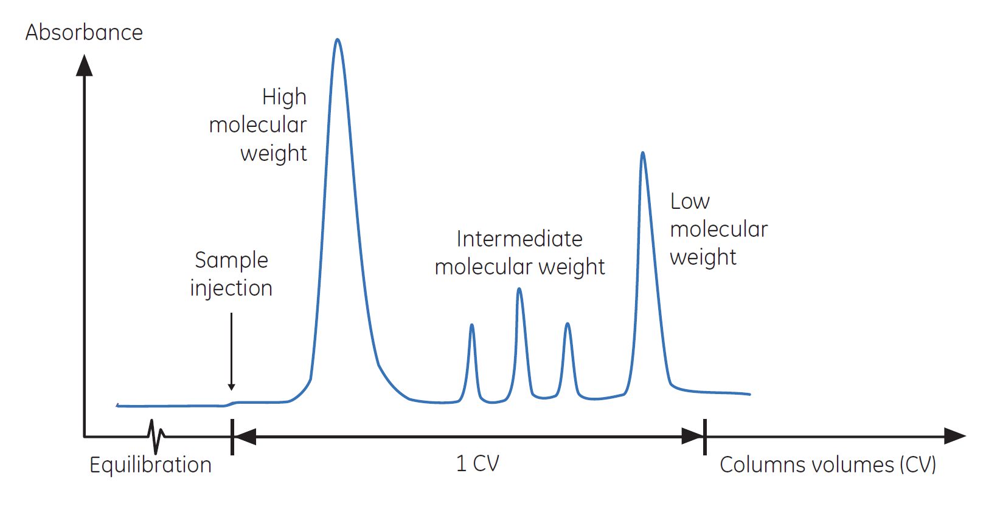 Absorbance
High
molecular
weight
Sample
injection
Intermediate
molecular weight
Low
molecular
weight
Equilibration
1 CV
Columns volumes (CV)